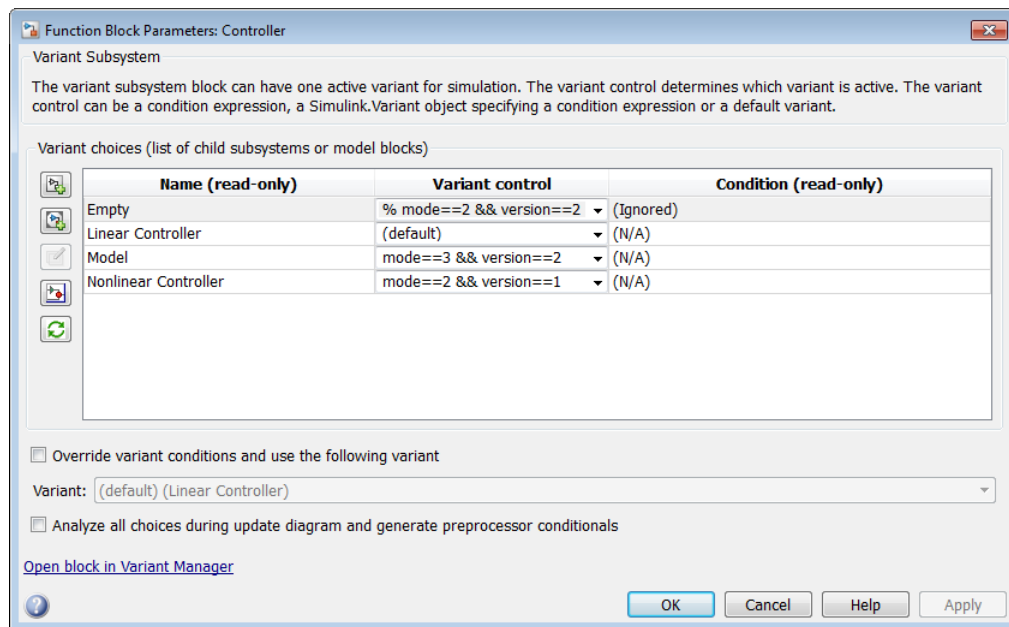 Function Block Parameters: Controller
Variant Subsystem
The variant subsystem block can have one active variant for simulation. The variant control determines which variant is active. The variant
control can be a condition expression, a Simulink.Variant object specifying a condition expression or a default variant.
Variant choices (list of child subsystems or model blocks)
Name (read-only) Variant control Condition (read-only)
Empty % mode==2 && version==2 (Ignored)
Linear Controller (default) (N/A)
Model mode==3 && version==2 (N/A)
Nonlinear Controller mode==2 && version==1 (N/A)
Override variant conditions and use the following variant
Variant: (default) (Linear Controller)
Analyze all choices during update diagram and generate preprocessor conditionals
Open block in Variant Manager
OK Cancel Help Apply